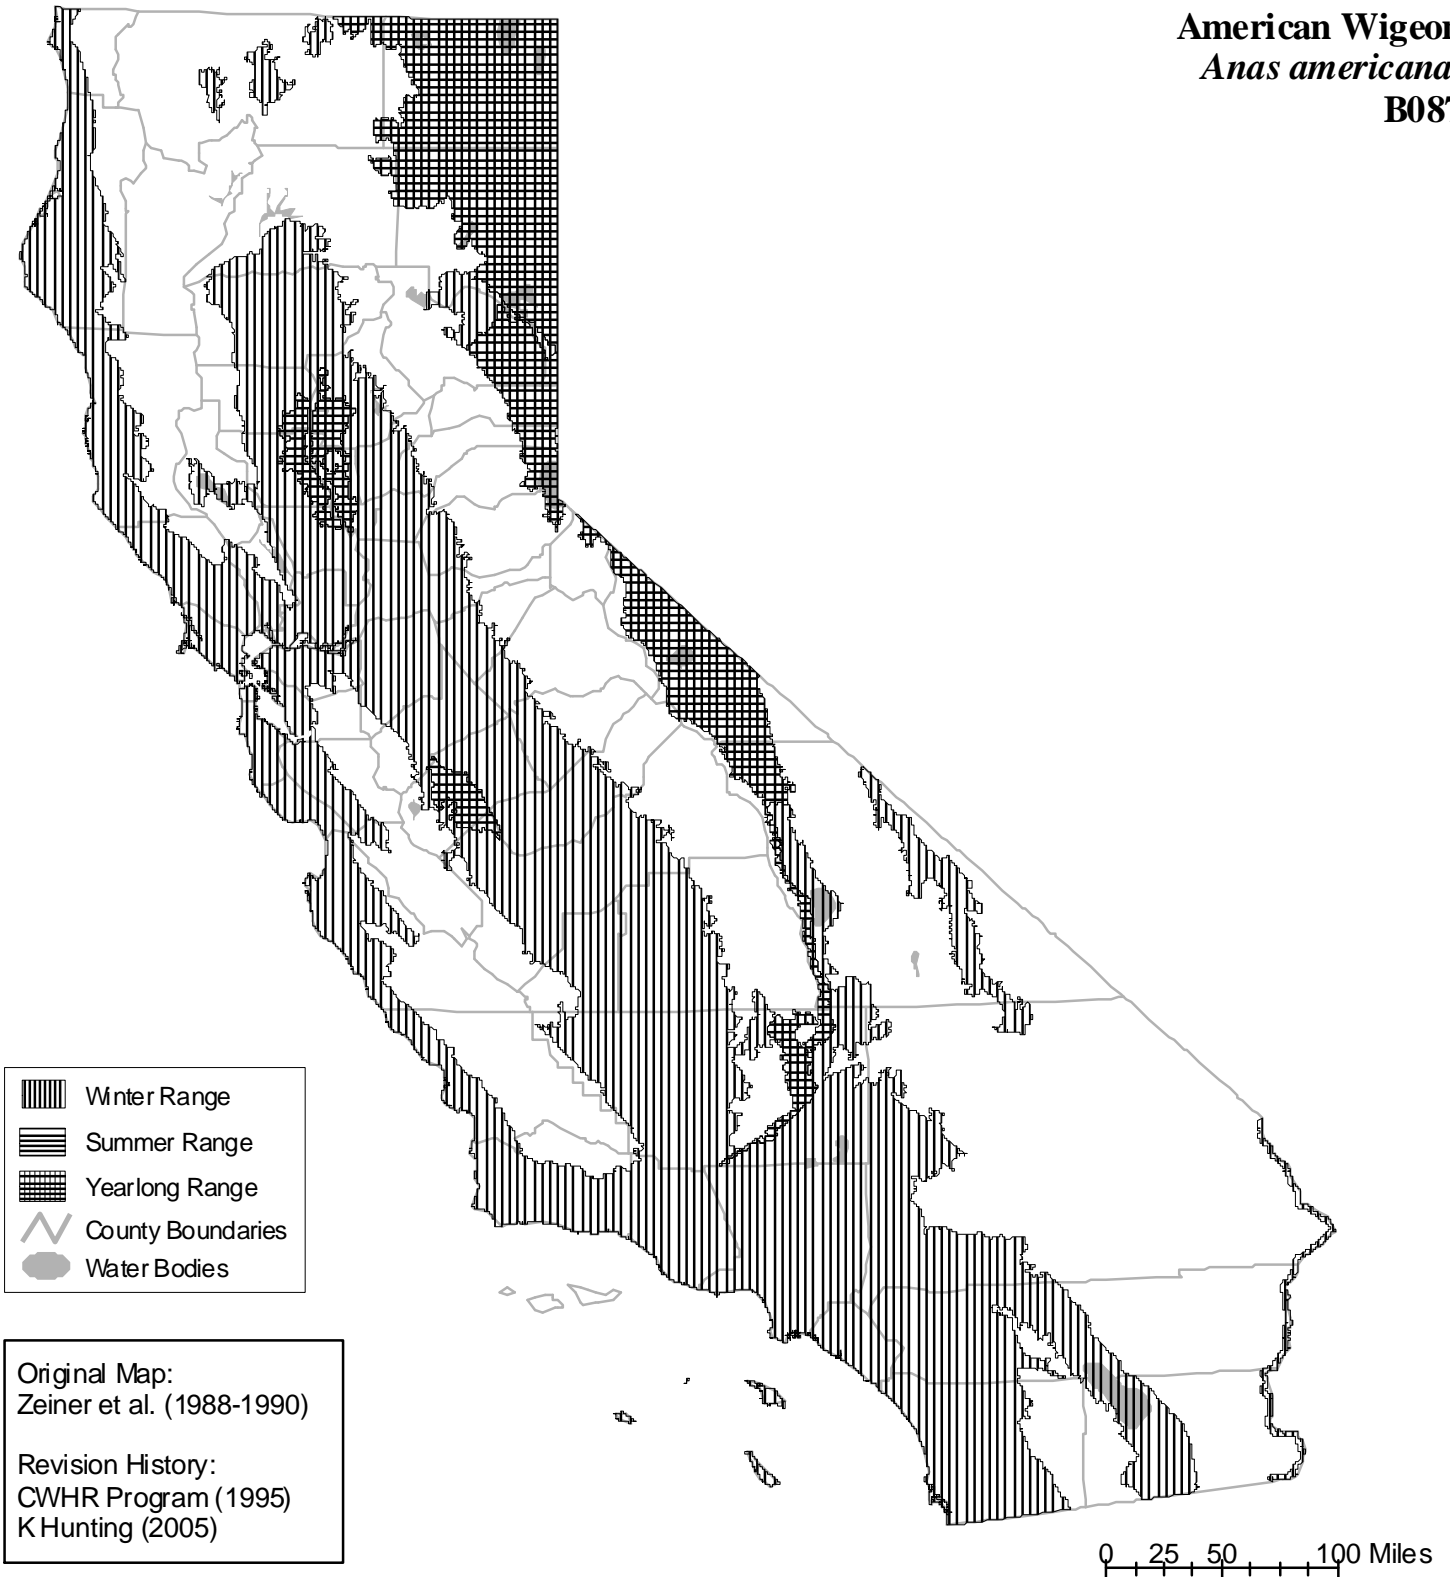 American Wigeon
Anas americana
B087
Winter Range
Summer Range
Yearlong Range
County Boundaries
Water Bodies
Original Map:
Zeiner et al. (1988-1990)
Revision History:
CWHR Program (1995)
K Hunting (2005)
0 25 50 100 Miles